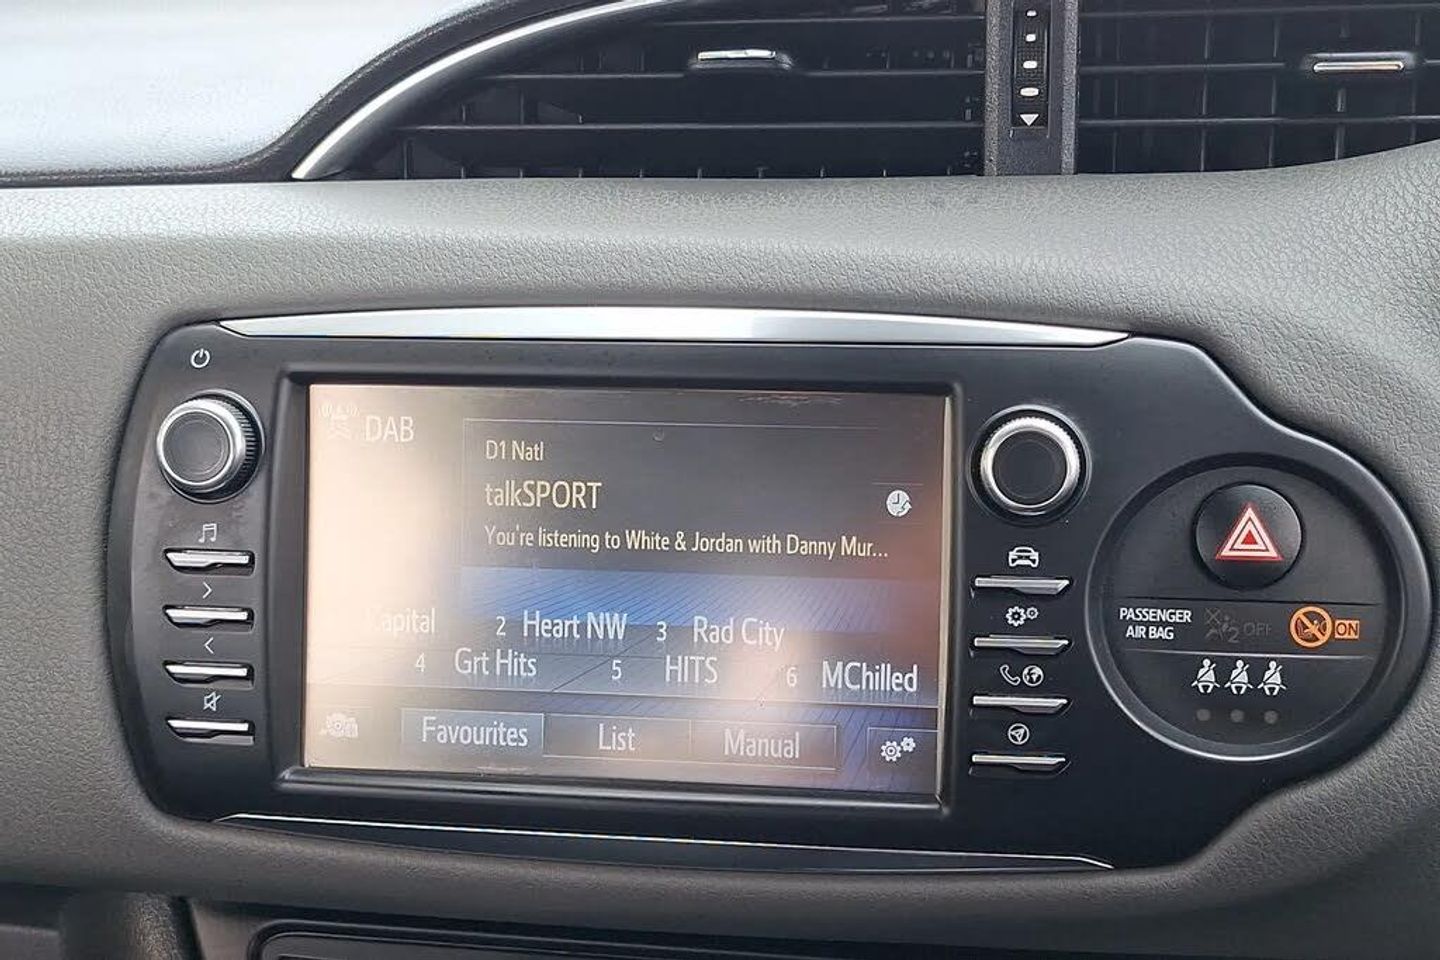 DAB
D1 Natl
talkSPORT
You're listening to White & Jordan with Danny Mur...
Capital 2 Heart NW 3 Rad City
4 Grt Hits 5 HITS 6 MChilled
Favourites List Manual
PASSENGER
AIR BAG
2 OFF
ON